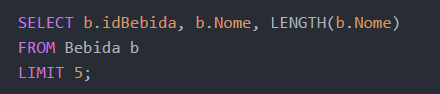 SELECT b.idBebida, b.Nome, LENGTH(b.Nome)
FROM Bebida b
LIMIT 5;